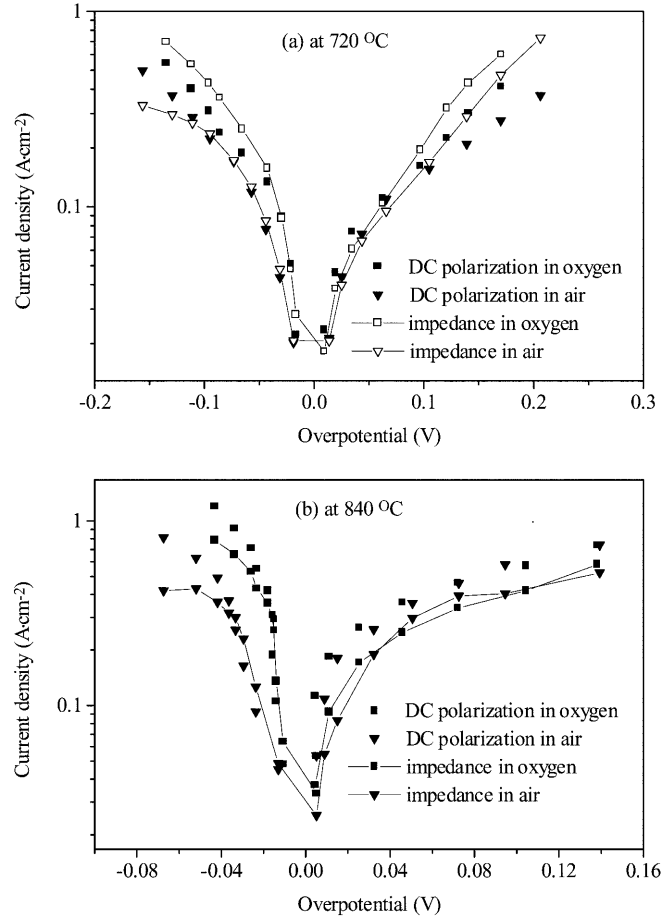 1
(a) at 720 ºC
0.1
Current density (A·cm-2)
DC polarization in oxygen
DC polarization in air
impedance in oxygen
impedance in air
-0.2 -0.1 0.0 0.1 0.2 0.3
Overpotential (V)
1
(b) at 840 ºC
0.1
Current density (A·cm-2)
DC polarization in oxygen
DC polarization in air
impedance in oxygen
impedance in air
-0.08 -0.04 0.00 0.04 0.08 0.12 0.16
Overpotential (V)